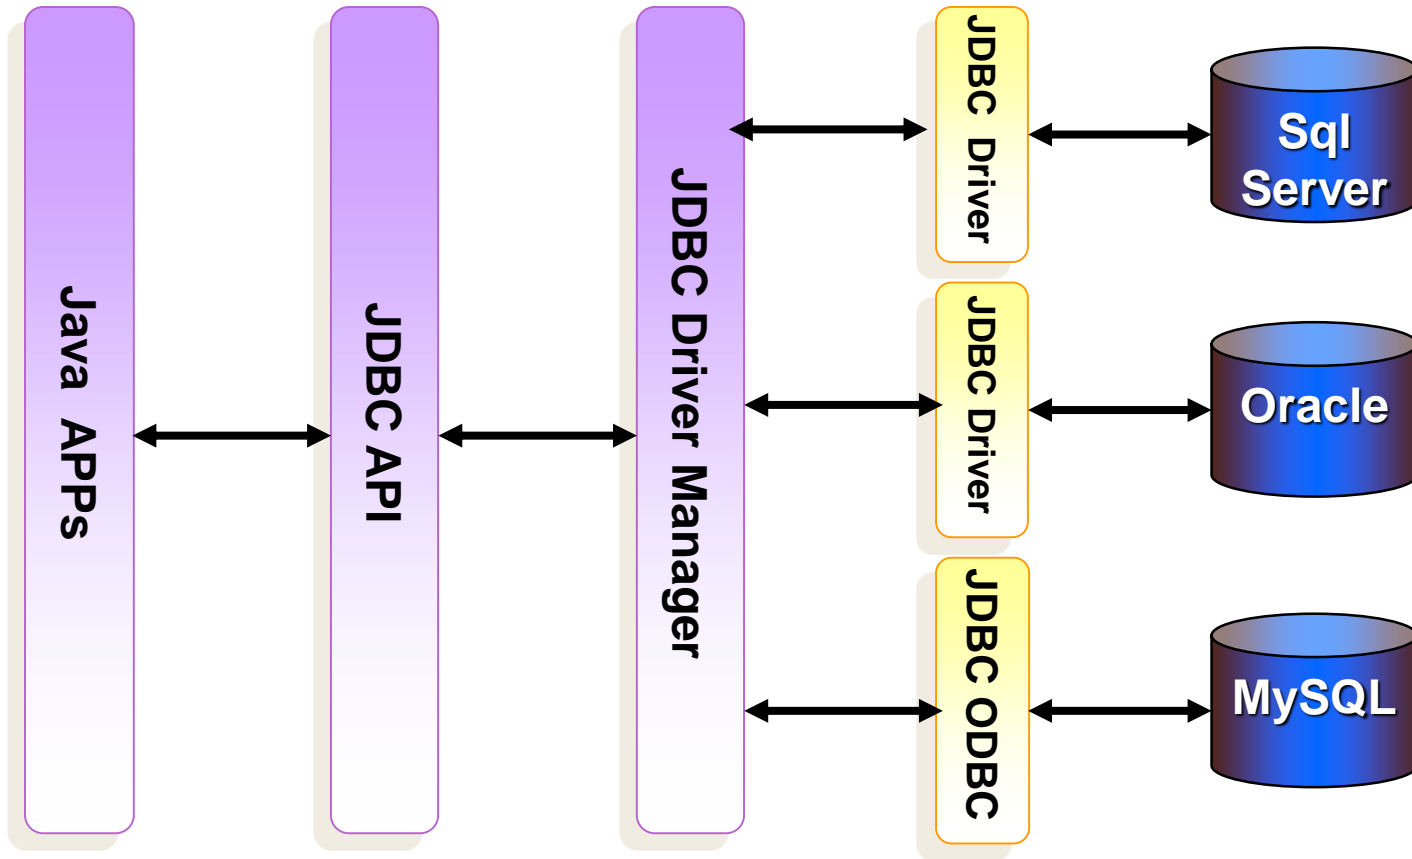 Java APPs
JDBC API
JDBC Driver Manager
JDBC Driver
Sql
Server
JDBC Driver
Oracle
JDBC ODBC
MySQL